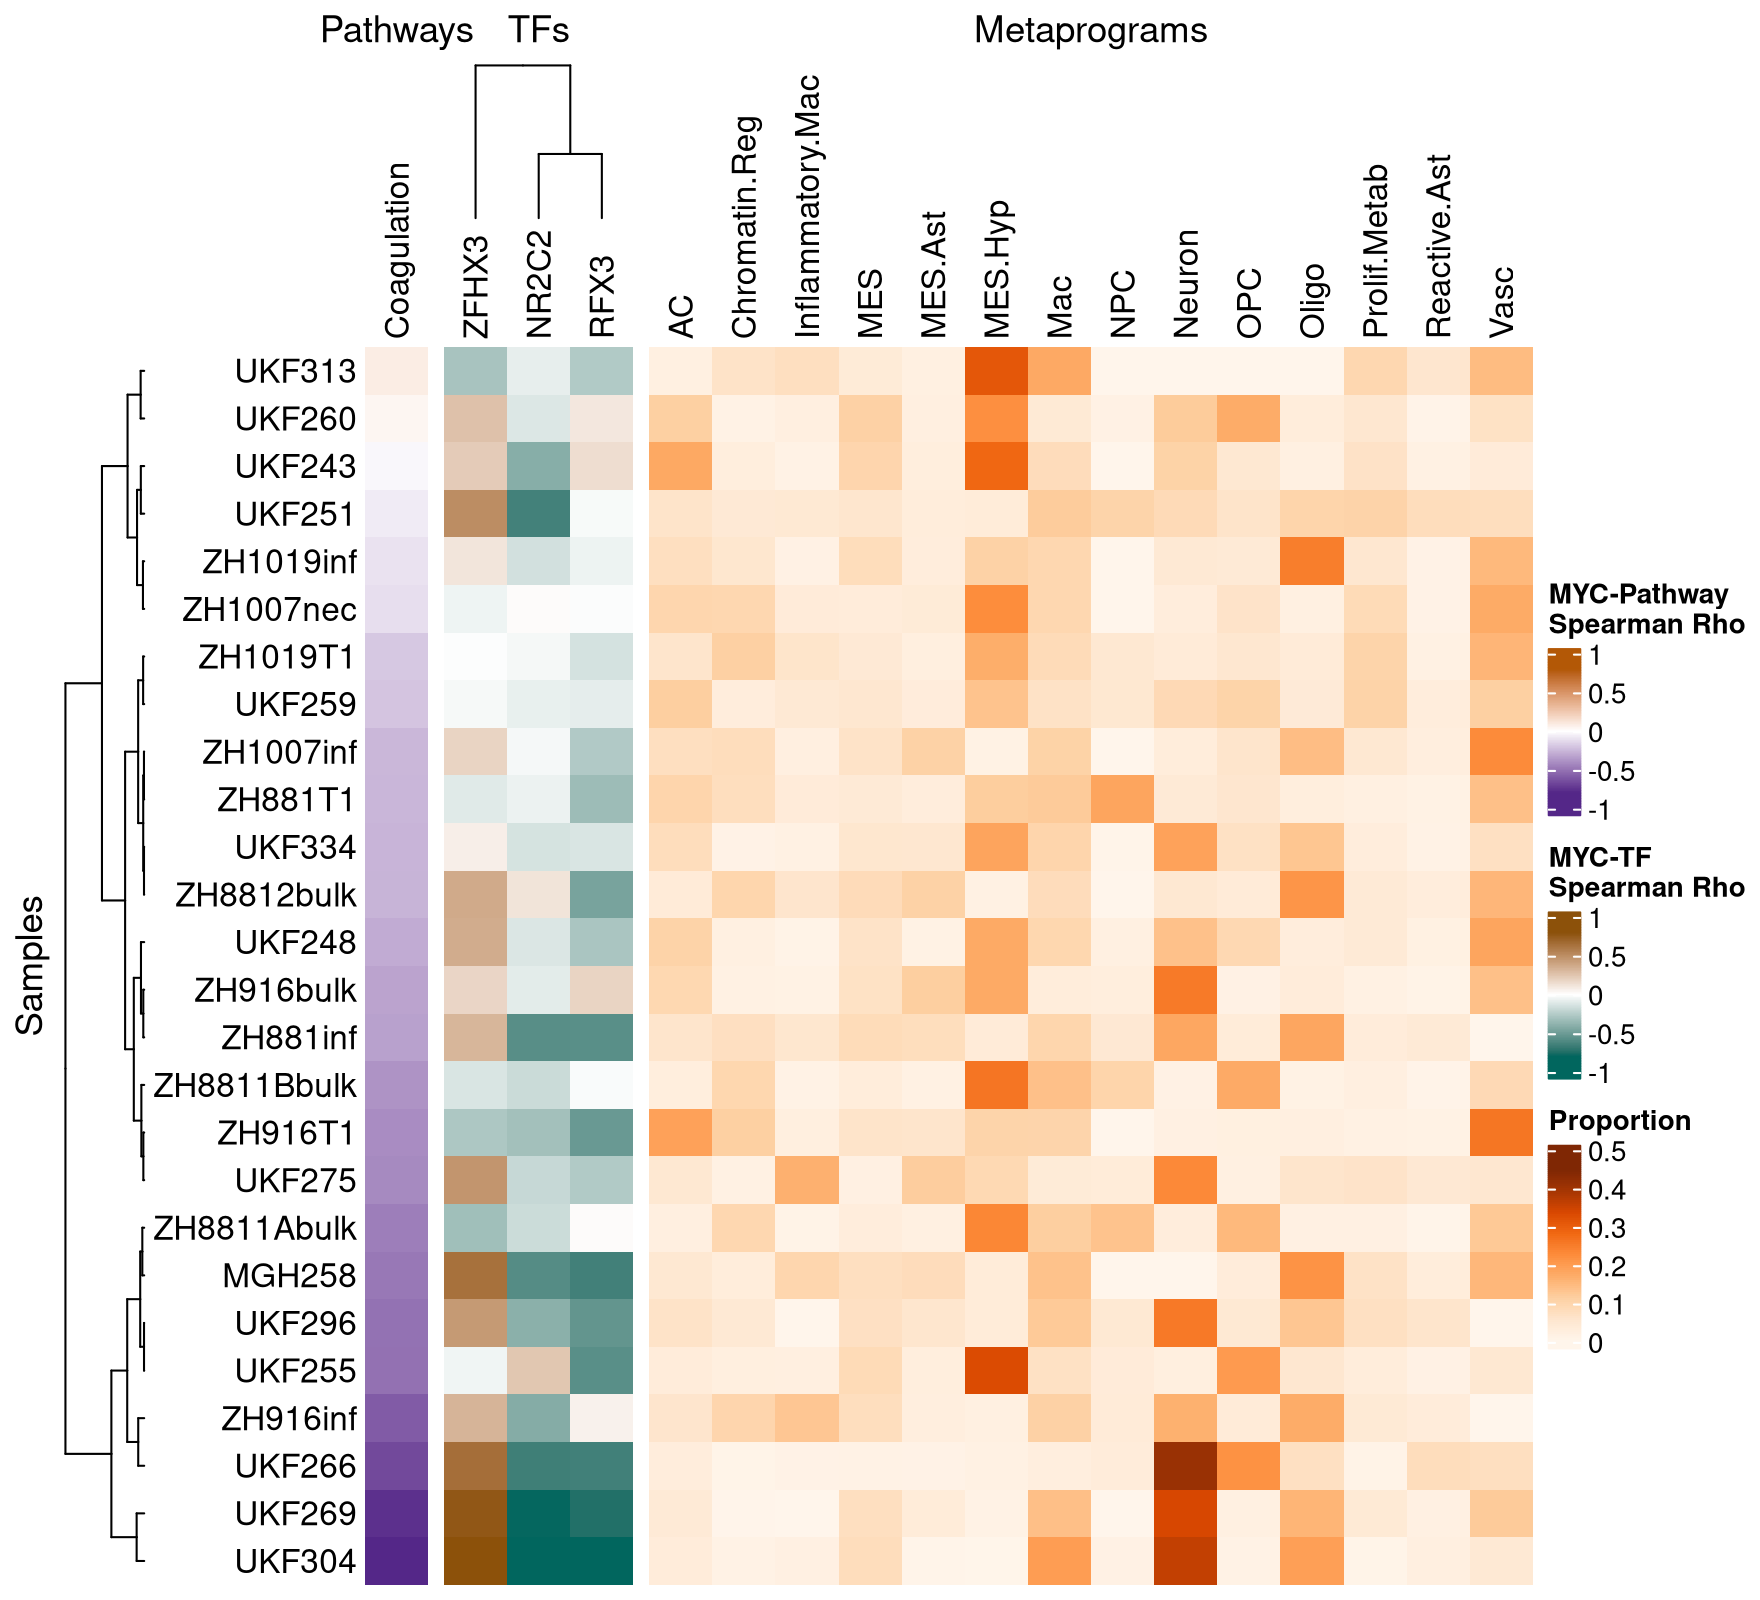 Pathways TFs Metaprograms
Coagulation
ZFHX3
NR2C2
RFX3
AC
Chromatin.Reg
Inflammatory.Mac
MES
MES.Ast
MES.Hyp
Mac
NPC
Neuron
OPC
Oligo
Prolif.Metab
Reactive.Ast
Vasc
Samples
UKF313
UKF260
UKF243
UKF251
ZH1019inf
ZH1007nec
ZH1019T1
UKF259
ZH1007inf
ZH881T1
UKF334
ZH8812bulk
UKF248
ZH916bulk
ZH881inf
ZH8811Bbulk
ZH916T1
UKF275
ZH8811Abulk
MGH258
UKF296
UKF255
ZH916inf
UKF266
UKF269
UKF304
MYC-Pathway
Spearman Rho
1
0.5
0
-0.5
-1
MYC-TF
Spearman Rho
1
0.5
0
-0.5
-1
Proportion
0.5
0.4
0.3
0.2
0.1
0